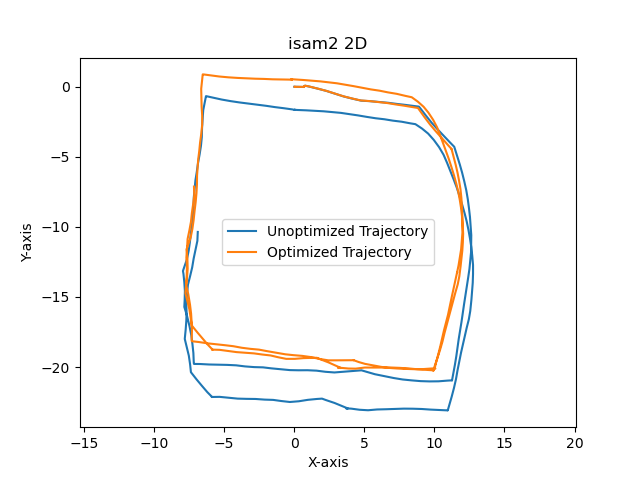 isam2 2D
0
−5
−10
−15
−20
Y-axis
Unoptimized Trajectory
Optimized Trajectory
−15
−10
−5
0
5
10
15
20
X-axis